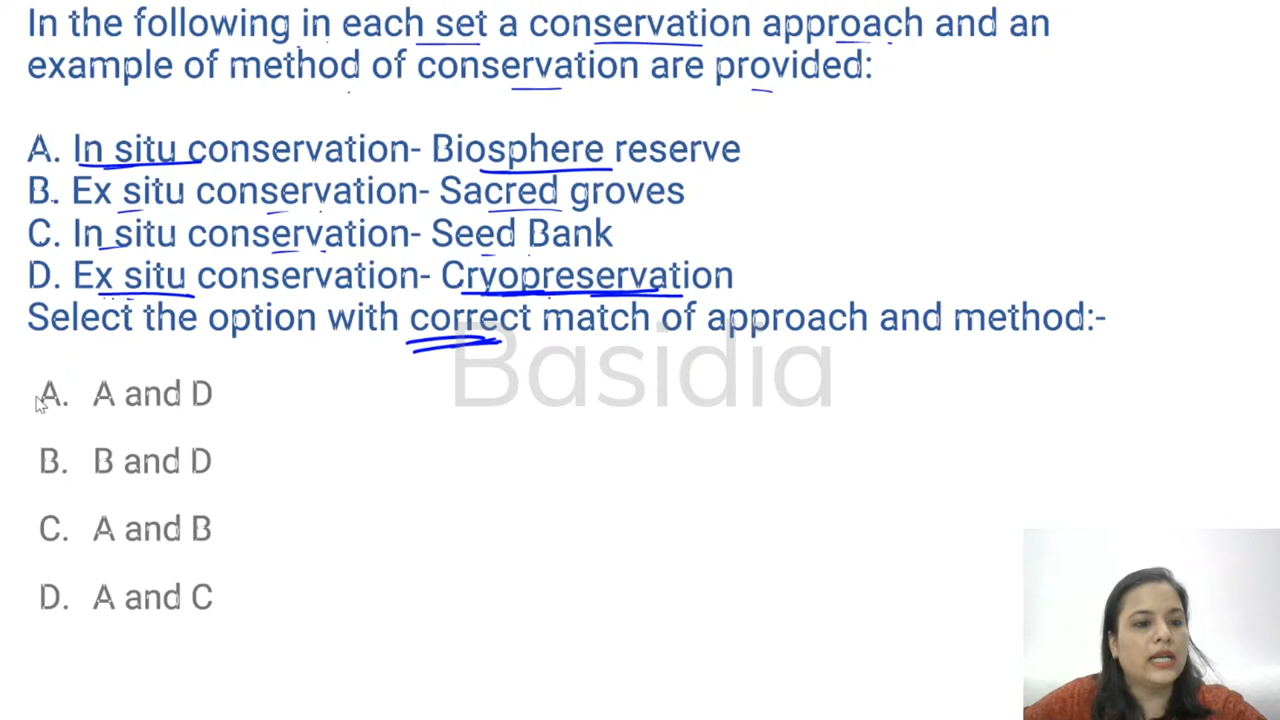 In the following in each set a conservation approach and an
example of method of conservation are provided:
A. In situ conservation- Biosphere reserve
B. Ex situ conservation- Sacred groves
C. In situ conservation- Seed Bank
D. Ex situ conservation- Cryopreservation
Select the option with correct match of approach and method:-
Basidia
A. A and D
B. B and D
C. A and B
D. A and C